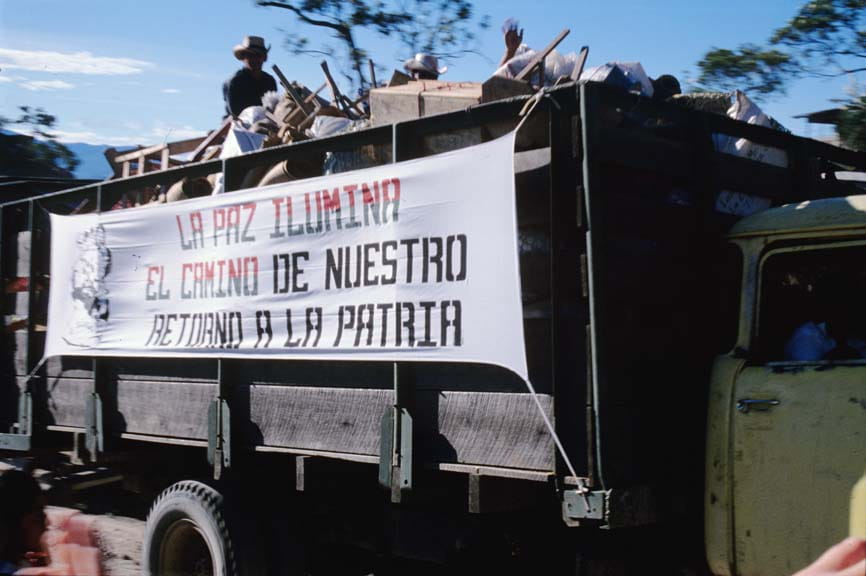 LA PAZ ILUMINA
EL CAMINO DE NUESTRO
RETORNO A LA PATRIA